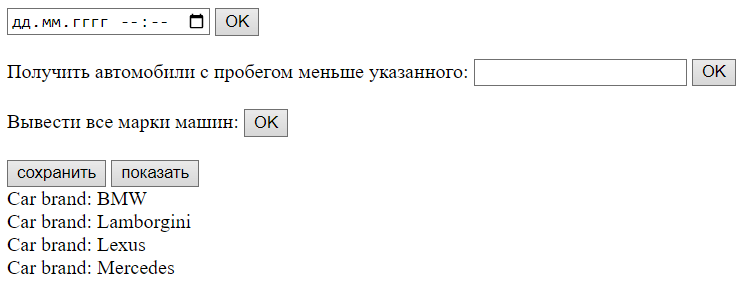 дд.мм.гггг --:-- OK
Получить автомобили с пробегом меньше указанного: OK
Вывести все марки машин: OK
сохранить показать
Car brand: BMW
Car brand: Lamborgini
Car brand: Lexus
Car brand: Mercedes